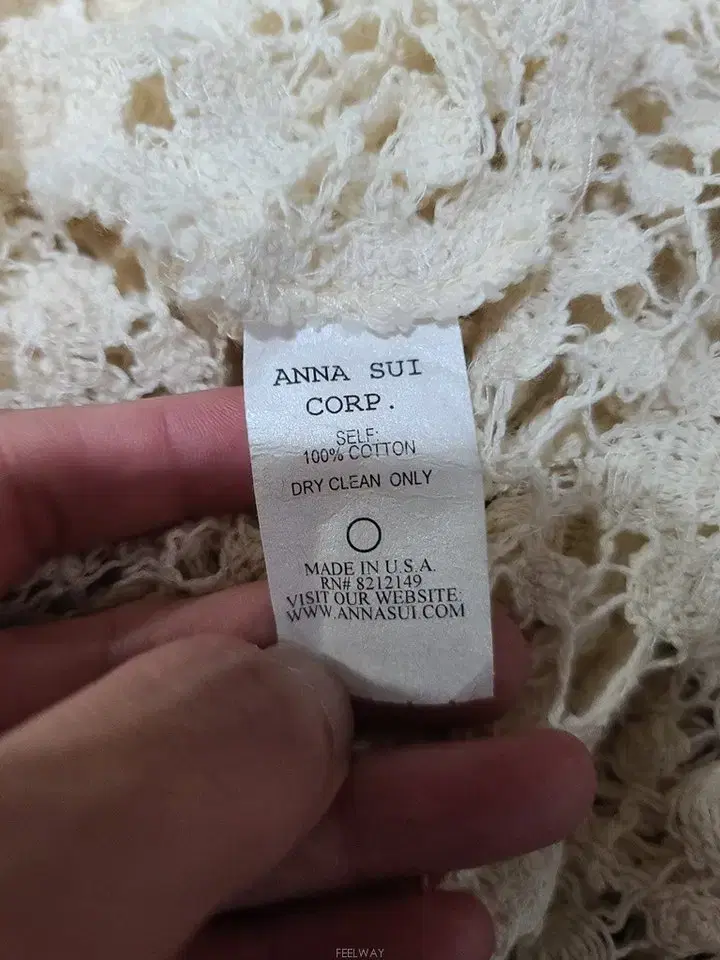 ANNA SUI
CORP.
SELF:
100% COTTON
DRY CLEAN ONLY
MADE IN U.S.A.
RN# 8212149
VISIT OUR WEBSITE:
WWW.ANNASUI.COM
FEELWAY